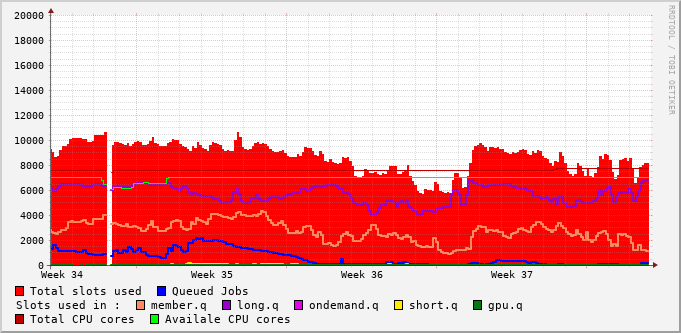 20000
18000
16000
14000
12000
10000
8000
6000
4000
2000
0
Week 34 Week 35 Week 36 Week 37
RRDTOOL / TOBI OETIKER
Total slots used Queued Jobs
Slots used in : member.q long.q ondemand.q short.q gpu.q
Total CPU cores Availale CPU cores